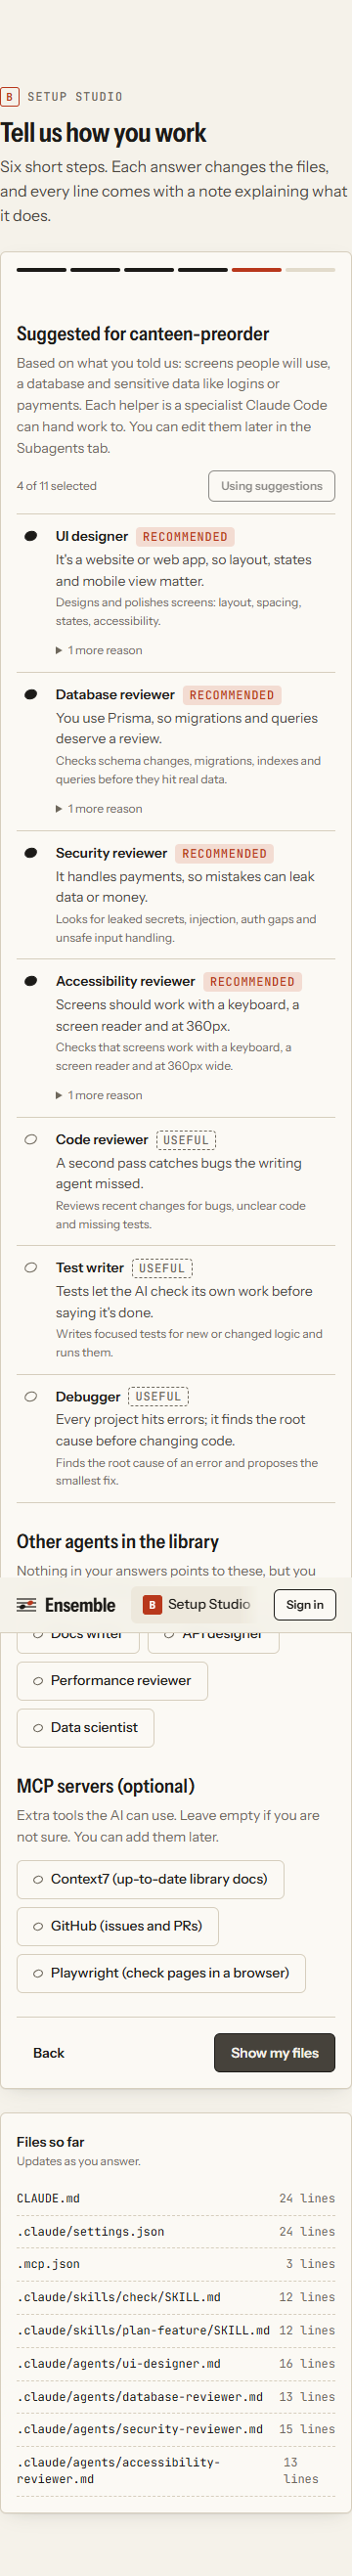 B SETUP STUDIO
Tell us how you work
Six short steps. Each answer changes the files,
and every line comes with a note explaining what
it does.
Suggested for canteen-preorder
Based on what you told us: screens people will use,
a database and sensitive data like logins or
payments. Each helper is a specialist Claude Code
can hand work to. You can edit them later in the
Subagents tab.
4 of 11 selected
Using suggestions
UI designer RECOMMENDED
It's a website or web app, so layout, states
and mobile view matter.
Designs and polishes screens: layout, spacing,
states, accessibility.
1 more reason
Database reviewer RECOMMENDED
You use Prisma, so migrations and queries
deserve a review.
Checks schema changes, migrations, indexes and
queries before they hit real data.
1 more reason
Security reviewer RECOMMENDED
It handles payments, so mistakes can leak
data or money.
Looks for leaked secrets, injection, auth gaps and
unsafe input handling.
Accessibility reviewer RECOMMENDED
Screens should work with a keyboard, a
screen reader and at 360px.
Checks that screens work with a keyboard, a
screen reader and at 360px wide.
1 more reason
Code reviewer USEFUL
A second pass catches bugs the writing
agent missed.
Reviews recent changes for bugs, unclear code
and missing tests.
Test writer USEFUL
Tests let the AI check its own work before
saying it's done.
Writes focused tests for new or changed logic and
runs them.
Debugger USEFUL
Every project hits errors; it finds the root
cause before changing code.
Finds the root cause of an error and proposes the
smallest fix.
Other agents in the library
Nothing in your answers points to these, but you
Ensemble
B Setup Studio
Sign in
Docs writer
API designer
Performance reviewer
Data scientist
MCP servers (optional)
Extra tools the AI can use. Leave empty if you are
not sure. You can add them later.
Context7 (up-to-date library docs)
GitHub (issues and PRs)
Playwright (check pages in a browser)
Back
Show my files
Files so far
Updates as you answer.
CLAUDE.md 24 lines
.claude/settings.json 24 lines
.mcp.json 3 lines
.claude/skills/check/SKILL.md 12 lines
.claude/skills/plan-feature/SKILL.md 12 lines
.claude/agents/ui-designer.md 16 lines
.claude/agents/database-reviewer.md 13 lines
.claude/agents/security-reviewer.md 15 lines
.claude/agents/accessibility- 13
reviewer.md lines